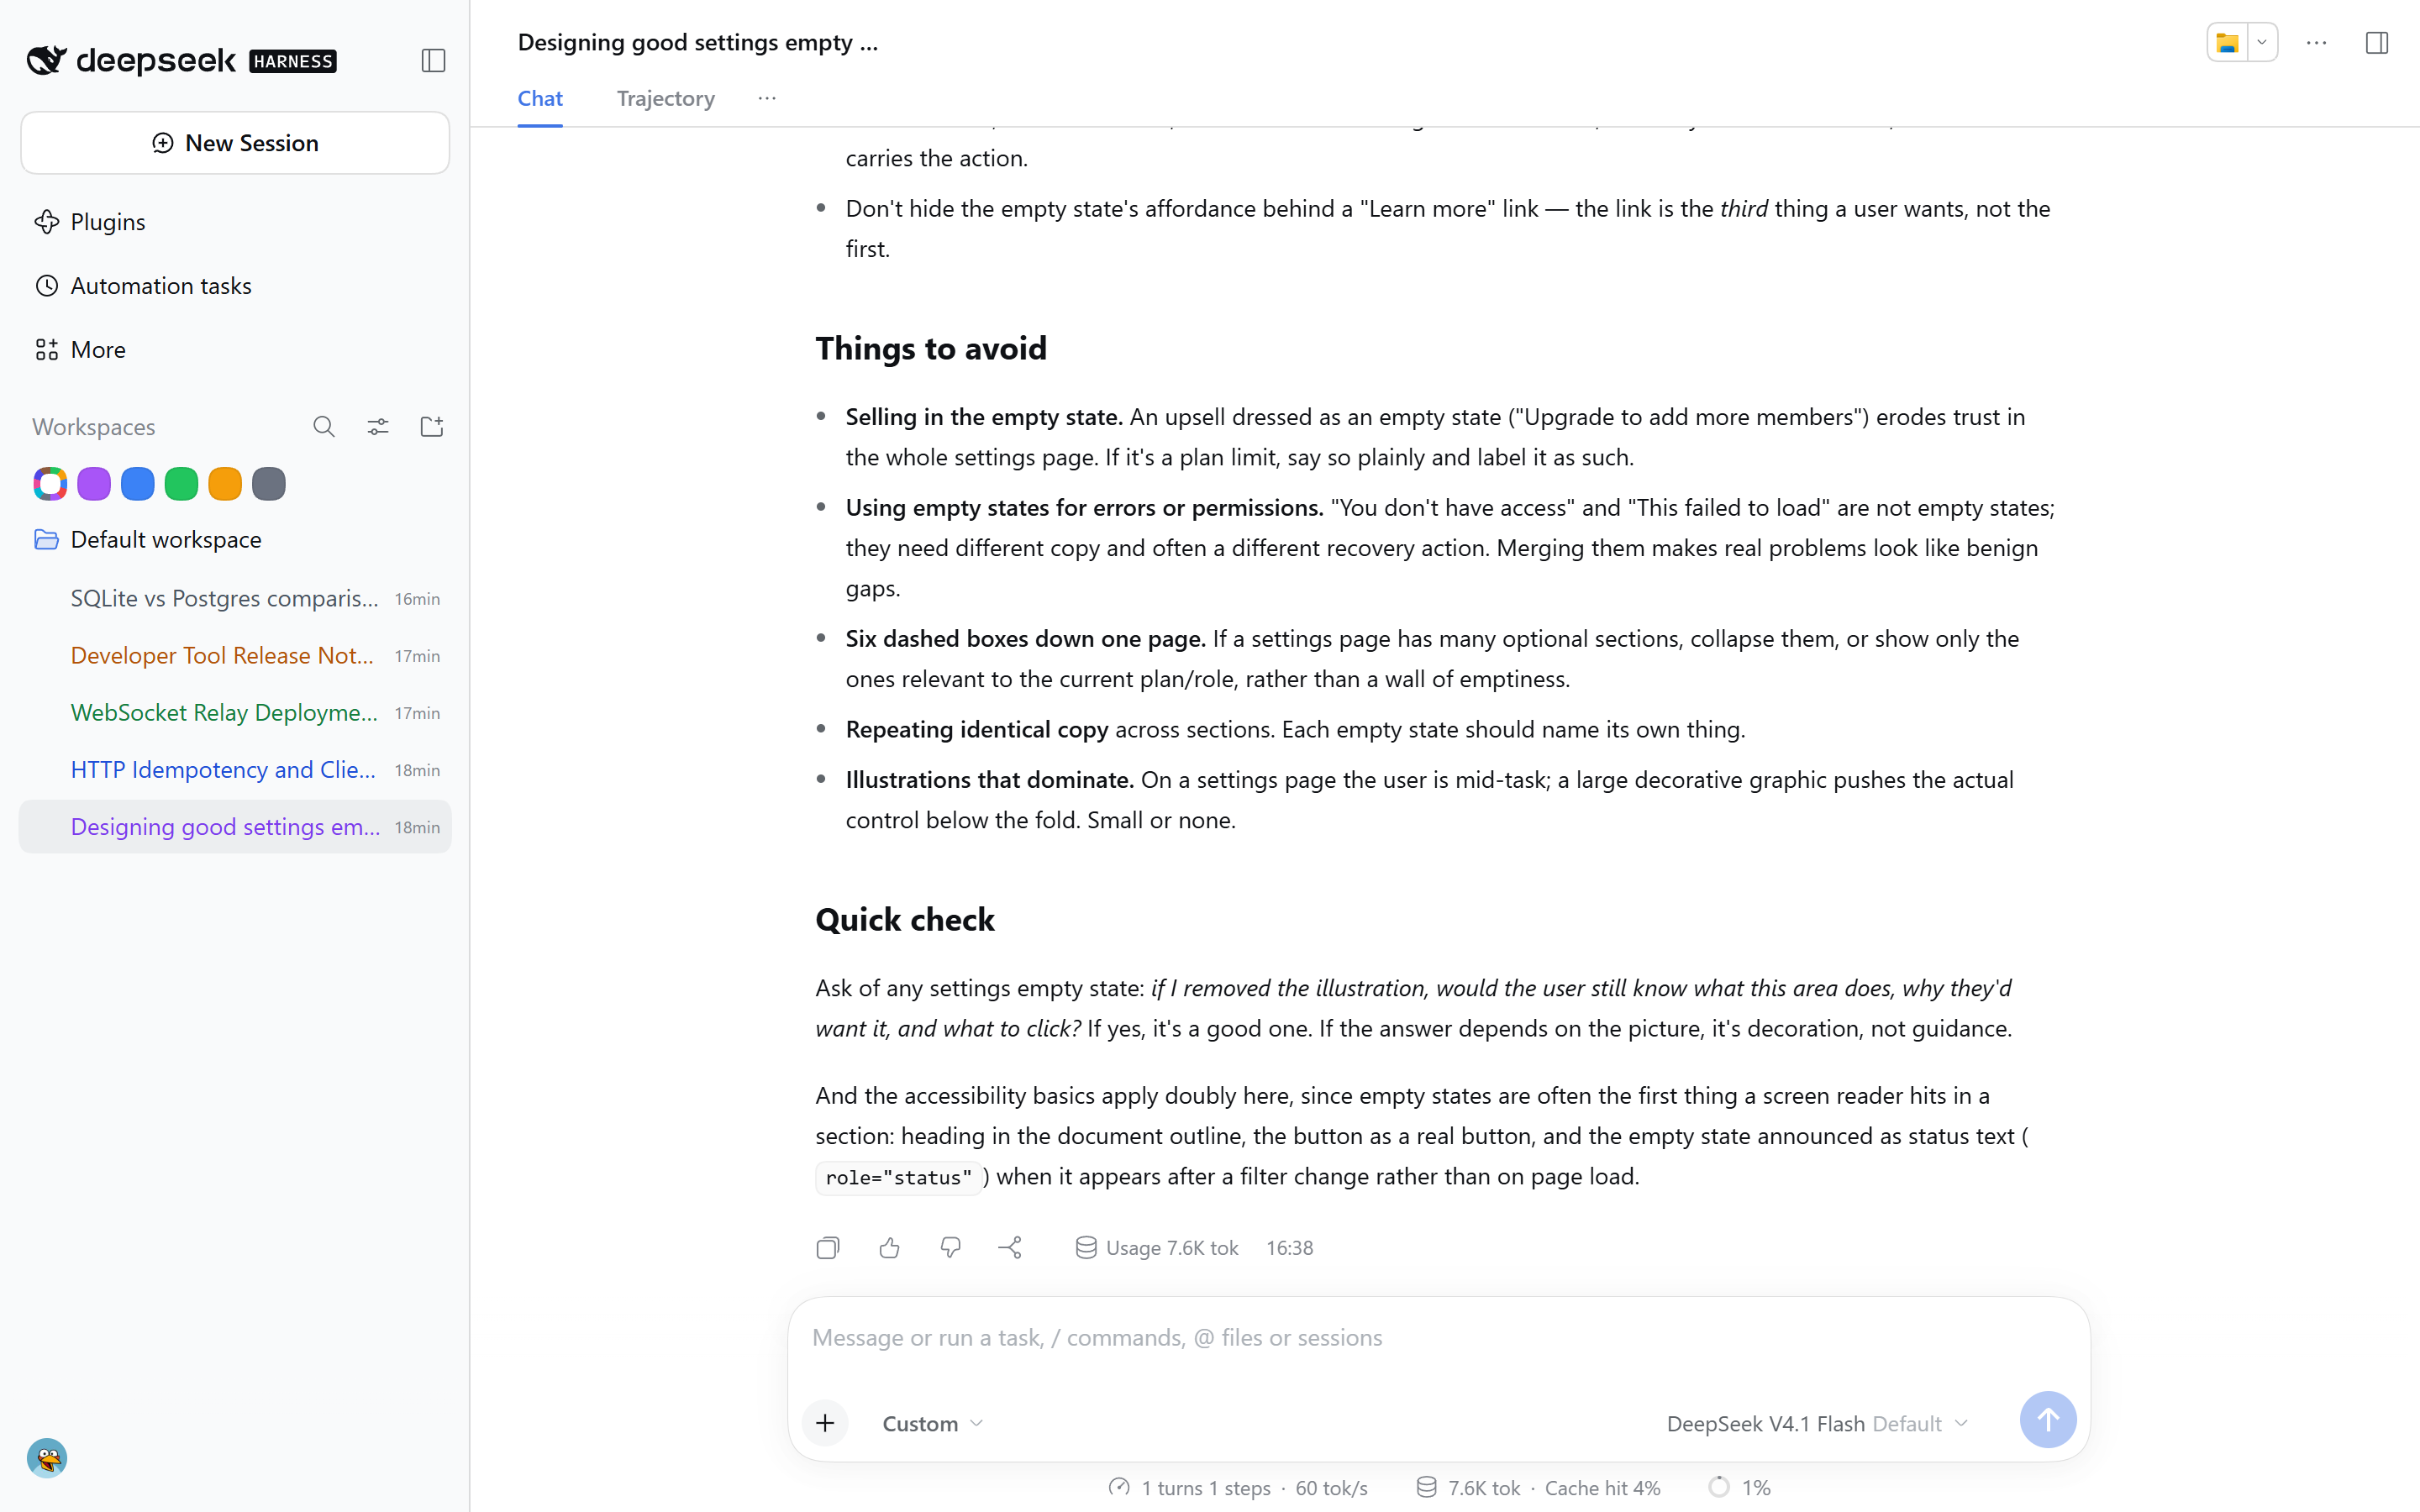 deepseek HARNESS
New Session
Plugins
Automation tasks
More
Workspaces
Default workspace
SQLite vs Postgres comparis... 16min
Developer Tool Release Not... 17min
WebSocket Relay Deployme... 17min
HTTP Idempotency and Clie... 18min
Designing good settings em... 18min
Designing good settings empty ...
Chat Trajectory
carries the action.
Don't hide the empty state's affordance behind a "Learn more" link — the link is the third thing a user wants, not the
first.
Things to avoid
Selling in the empty state. An upsell dressed as an empty state ("Upgrade to add more members") erodes trust in
the whole settings page. If it's a plan limit, say so plainly and label it as such.
Using empty states for errors or permissions. "You don't have access" and "This failed to load" are not empty states;
they need different copy and often a different recovery action. Merging them makes real problems look like benign
gaps.
Six dashed boxes down one page. If a settings page has many optional sections, collapse them, or show only the
ones relevant to the current plan/role, rather than a wall of emptiness.
Repeating identical copy across sections. Each empty state should name its own thing.
Illustrations that dominate. On a settings page the user is mid-task; a large decorative graphic pushes the actual
control below the fold. Small or none.
Quick check
Ask of any settings empty state: if I removed the illustration, would the user still know what this area does, why they'd
want it, and what to click? If yes, it's a good one. If the answer depends on the picture, it's decoration, not guidance.
And the accessibility basics apply doubly here, since empty states are often the first thing a screen reader hits in a
section: heading in the document outline, the button as a real button, and the empty state announced as status text (
role="status" ) when it appears after a filter change rather than on page load.
Usage 7.6K tok 16:38
Message or run a task, / commands, @ files or sessions
Custom DeepSeek V4.1 Flash Default
1 turns 1 steps · 60 tok/s 7.6K tok · Cache hit 4% 1%